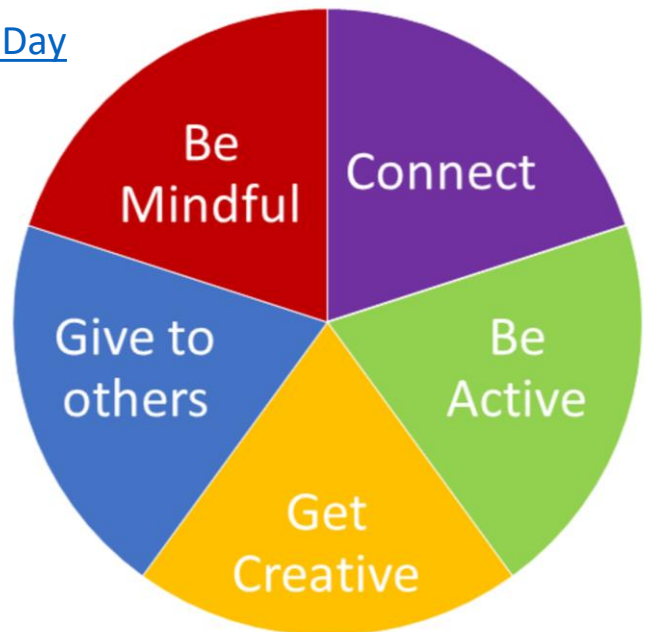 Day
Be
Mindful
Connect
Give to
others
Be
Active
Get
Creative